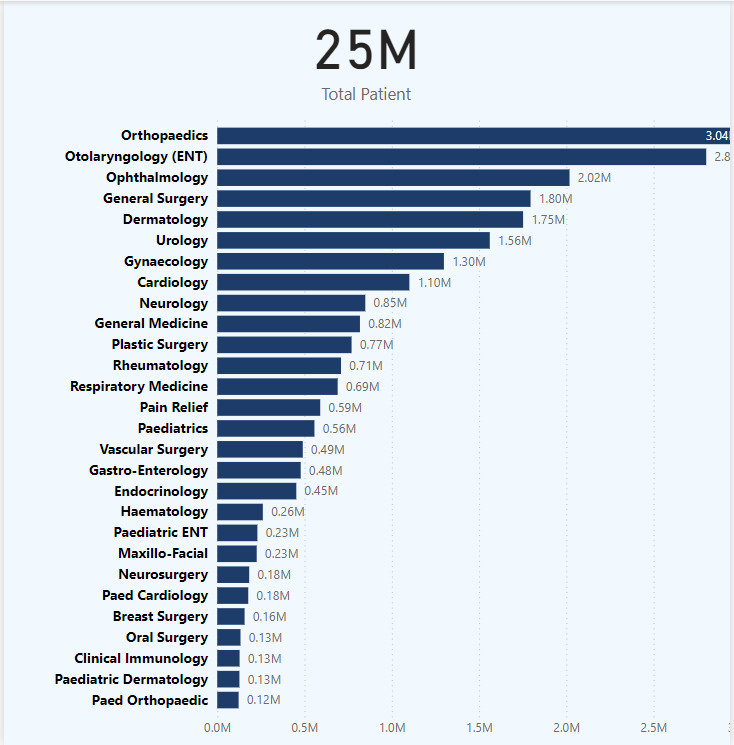 25M
Total Patient
Orthopaedics 3.04
Otolaryngology (ENT) 2.8
Ophthalmology 2.02M
General Surgery 1.80M
Dermatology 1.75M
Urology 1.56M
Gynaecology 1.30M
Cardiology 1.10M
Neurology 0.85M
General Medicine 0.82M
Plastic Surgery 0.77M
Rheumatology 0.71M
Respiratory Medicine 0.69M
Pain Relief 0.59M
Paediatrics 0.56M
Vascular Surgery 0.49M
Gastro-Enterology 0.48M
Endocrinology 0.45M
Haematology 0.26M
Paediatric ENT 0.23M
Maxillo-Facial 0.23M
Neurosurgery 0.18M
Paed Cardiology 0.18M
Breast Surgery 0.16M
Oral Surgery 0.13M
Clinical Immunology 0.13M
Paediatric Dermatology 0.13M
Paed Orthopaedic 0.12M
0.0M 0.5M 1.0M 1.5M 2.0M 2.5M